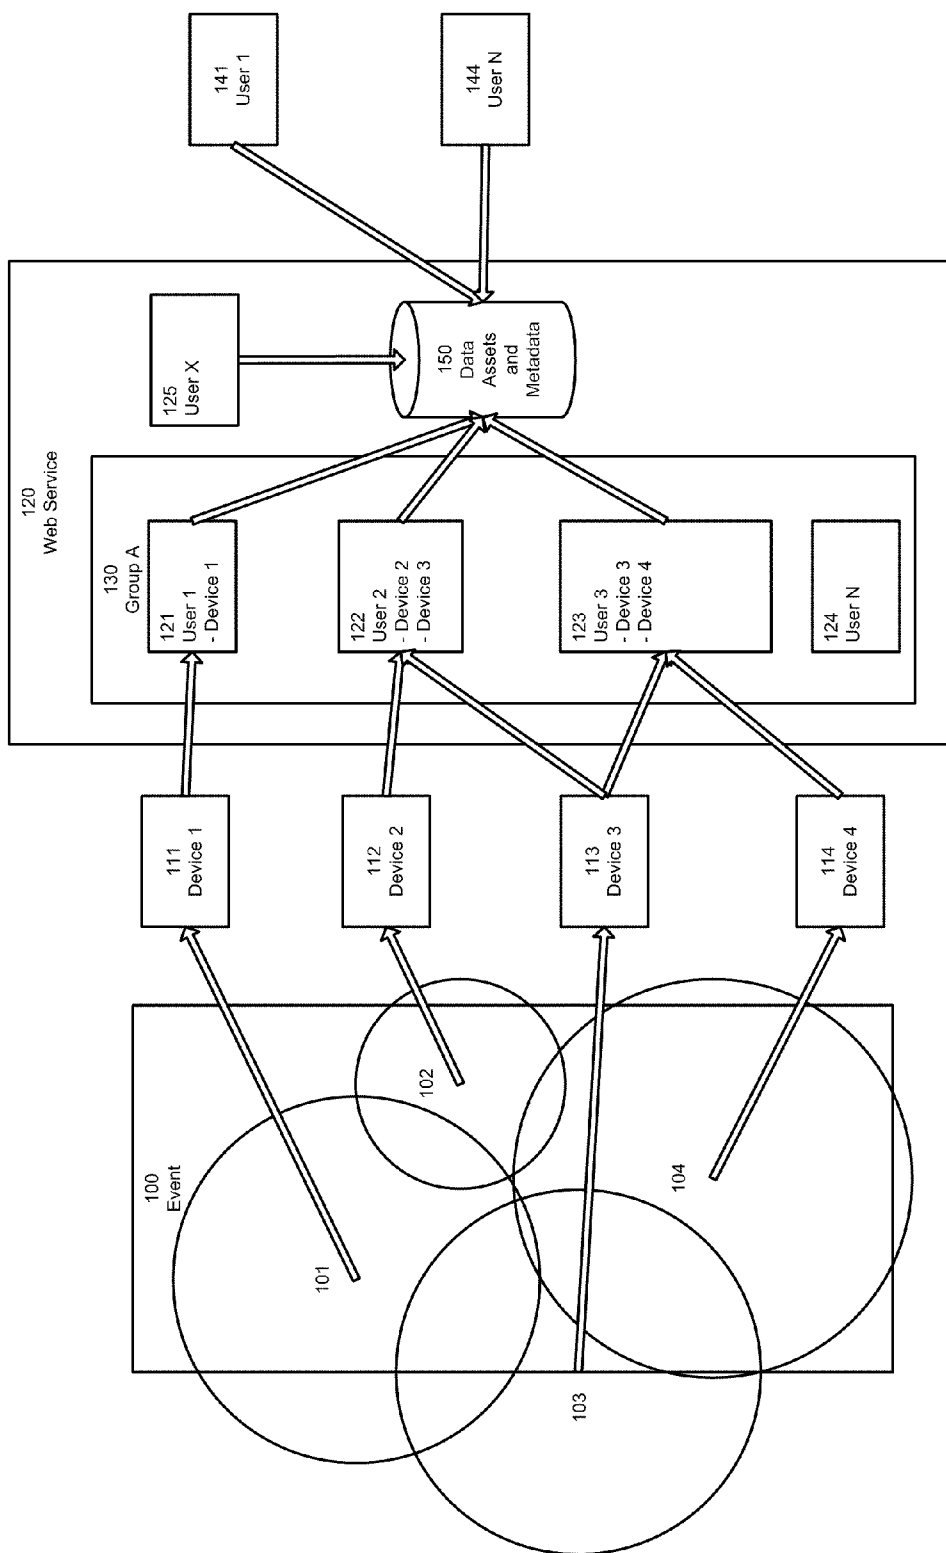 100
Event
101
102
103
104
111
Device 1
112
Device 2
113
Device 3
114
Device 4
120
Web Service
130
Group A
121
User 1
- Device 1
122
User 2
- Device 2
- Device 3
123
User 3
- Device 3
- Device 4
124
User N
125
User X
150
Data
Assets
and
Metadata
141
User 1
144
User N